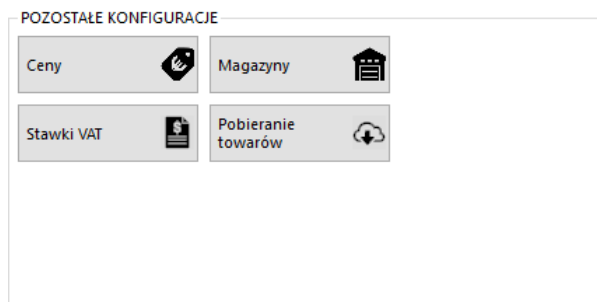 POZOSTAŁE KONFIGURACJE
Ceny
Magazyny
Stawki VAT
Pobieranie
towarów